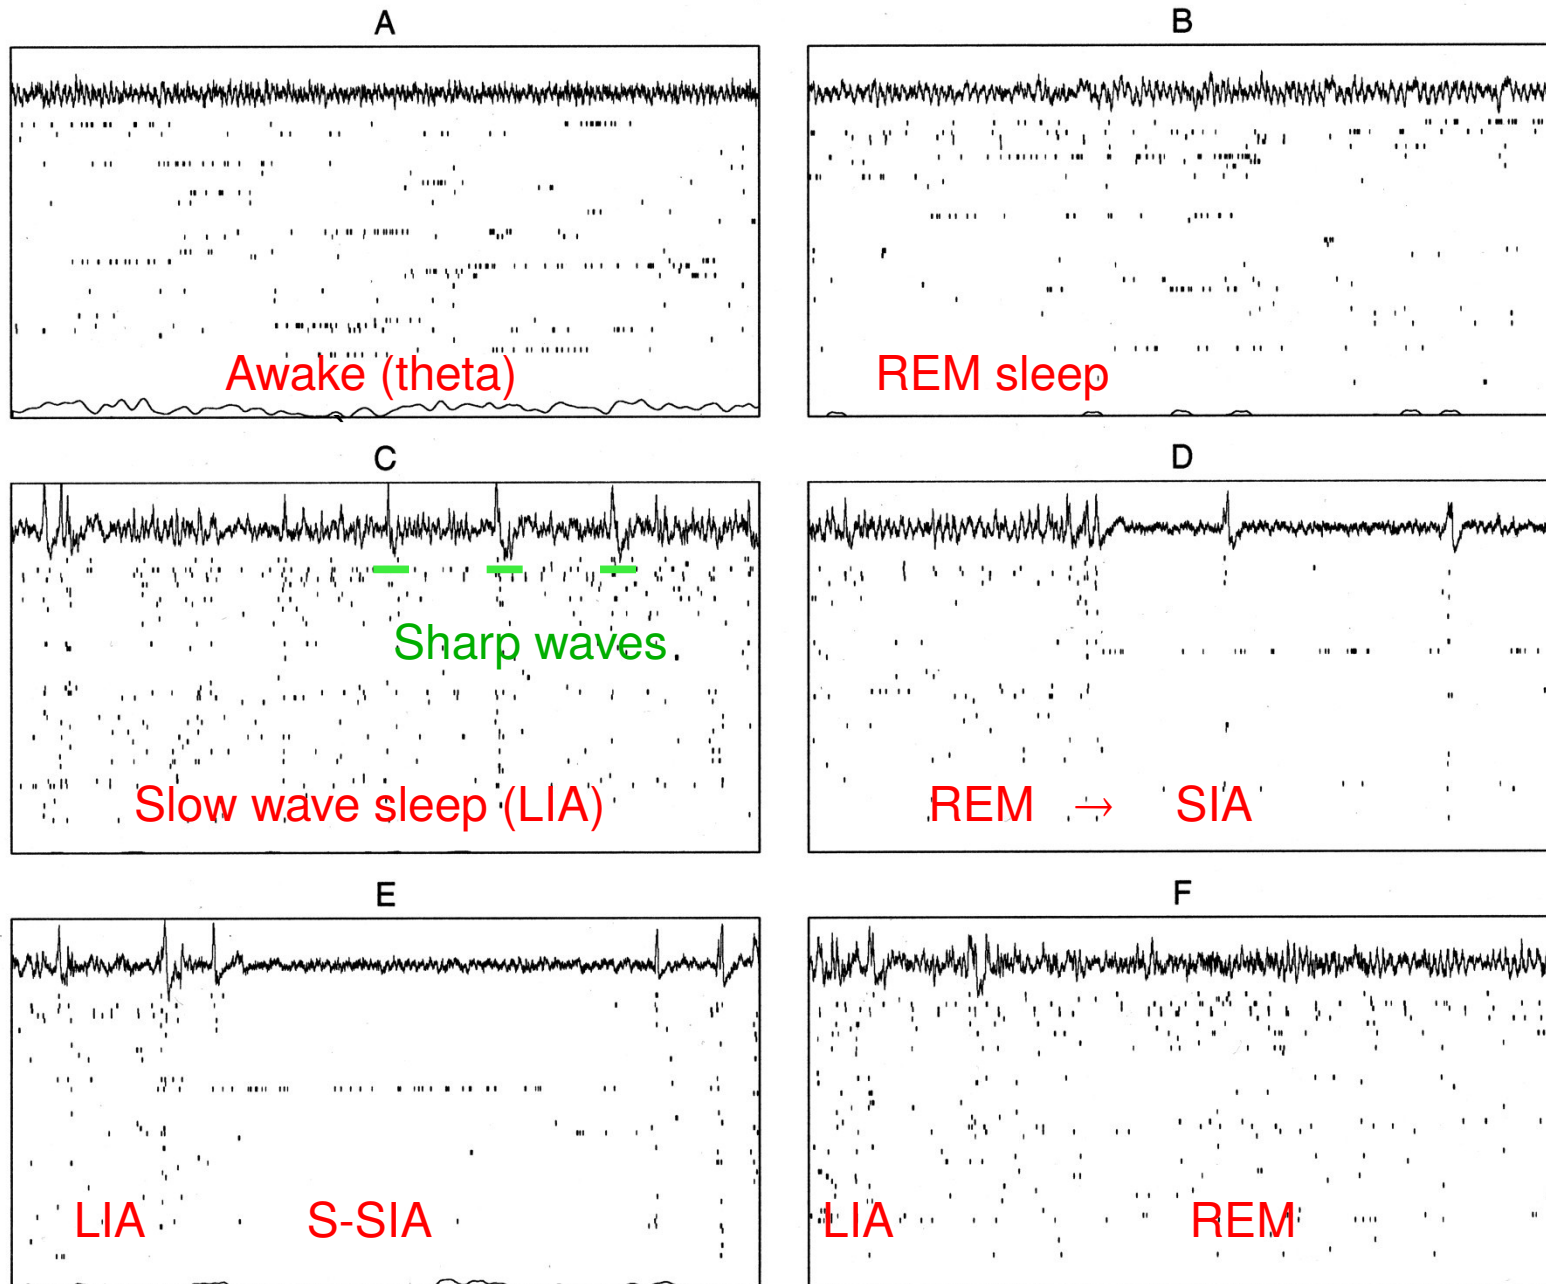 A
B
Awake (theta)
REM sleep
C
D
Sharp waves
Slow wave sleep (LIA)
REM → SIA
E
F
LIA S-SIA
LIA REM